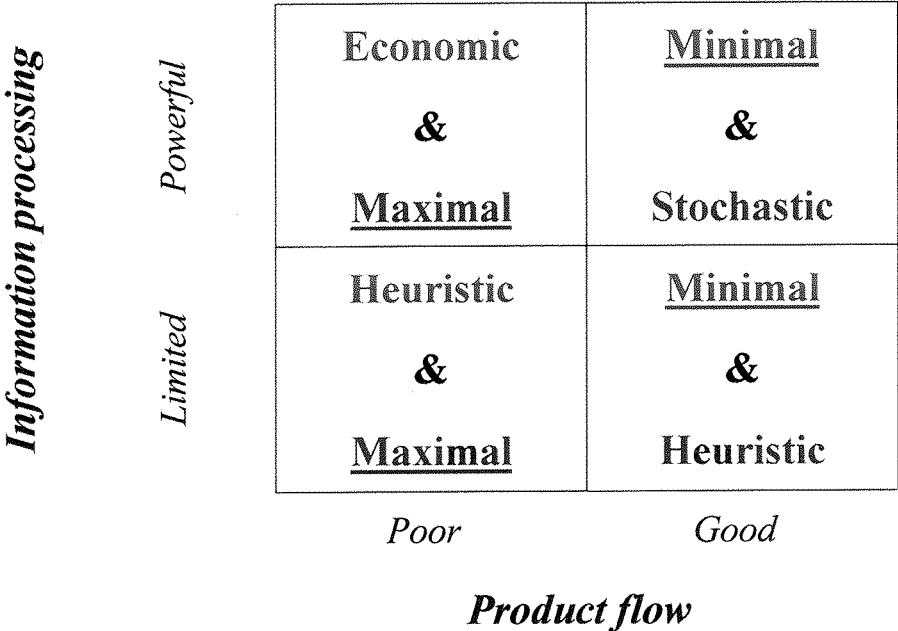 Information processing
Powerful
Limited
Economic
&
Maximal
Minimal
&
Stochastic
Heuristic
&
Maximal
Minimal
&
Heuristic
Poor
Good
Product flow